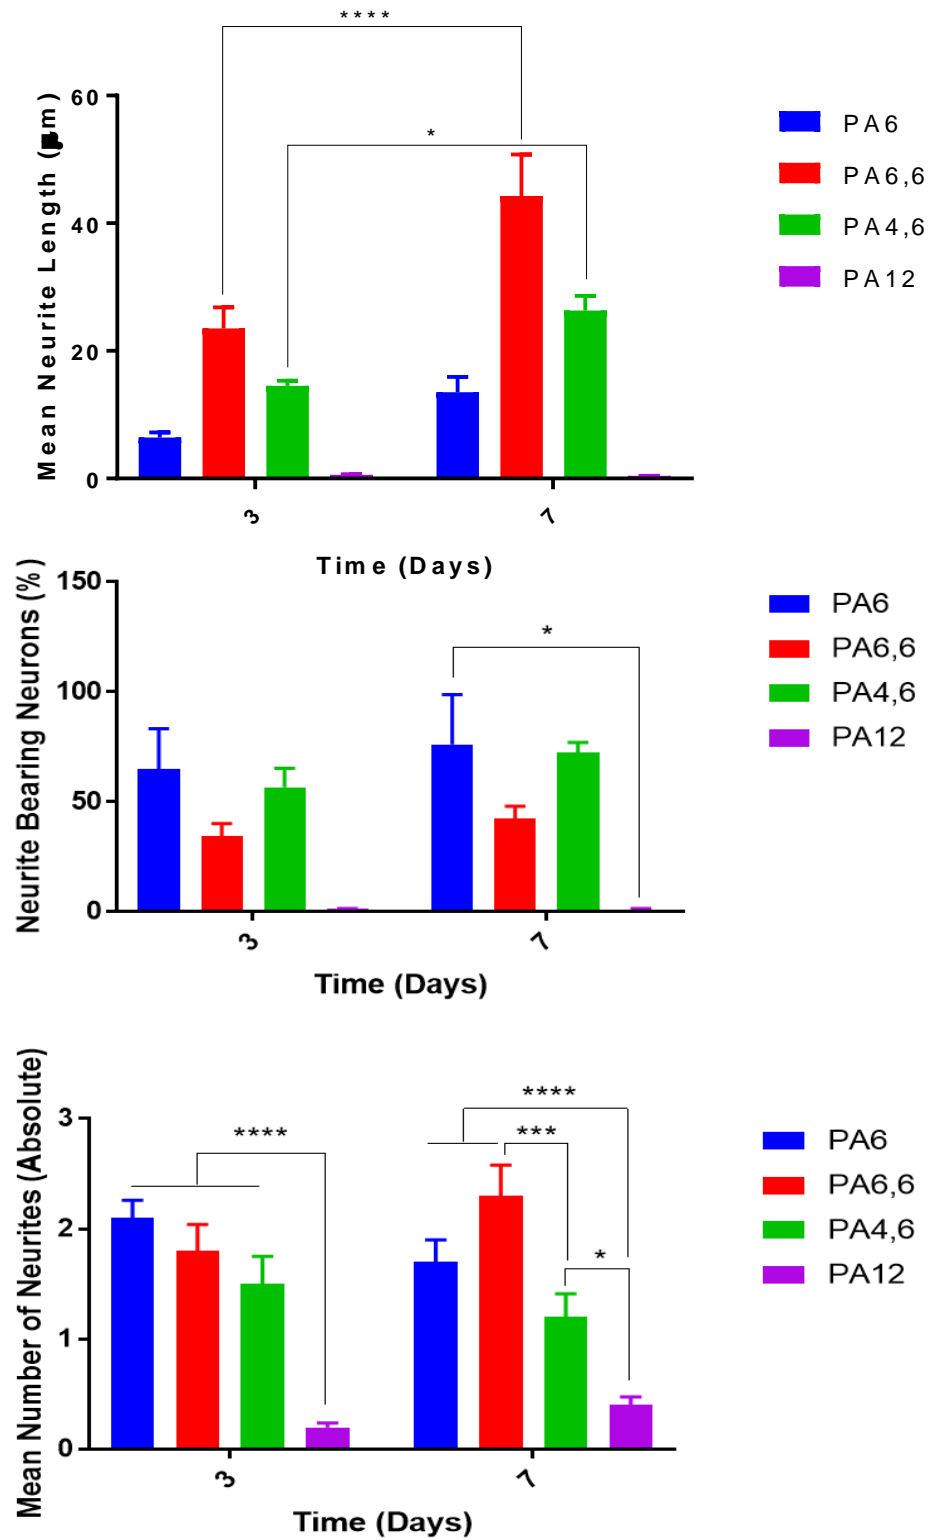 ****
Mean Neurite Length (μm)
60
40
20
0
*
3
7
Time (Days)
PA6
PA6,6
PA4,6
PA12
Neurite Bearing Neurons (%)
150
100
50
0
*
3
7
Time (Days)
PA6
PA6,6
PA4,6
PA12
Mean Number of Neurites (Absolute)
3
2
1
0
****
****
***
*
3
7
Time (Days)
PA6
PA6,6
PA4,6
PA12